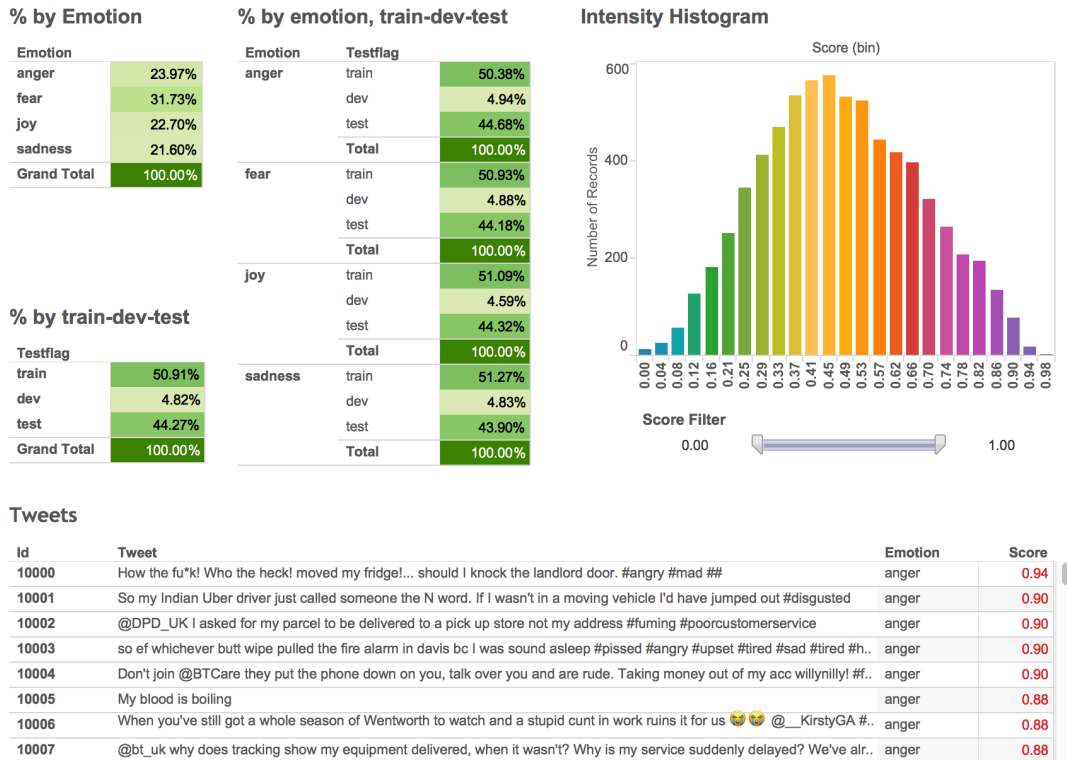 % by Emotion
Emotion
anger 23.97%
fear 31.73%
joy 22.70%
sadness 21.60%
Grand Total 100.00%
% by train-dev-test
Testflag
train 50.91%
dev 4.82%
test 44.27%
Grand Total 100.00%
% by emotion, train-dev-test
Emotion Testflag
anger train 50.38%
dev 4.94%
test 44.68%
Total 100.00%
fear train 50.93%
dev 4.88%
test 44.18%
Total 100.00%
joy train 51.09%
dev 4.59%
test 44.32%
Total 100.00%
sadness train 51.27%
dev 4.83%
test 43.90%
Total 100.00%
Intensity Histogram
Score (bin)
Number of Records
600
400
200
0
0.00 0.04 0.08 0.12 0.16 0.21 0.25 0.29 0.33 0.37 0.41 0.45 0.49 0.53 0.57 0.62 0.66 0.70 0.74 0.78 0.82 0.86 0.90 0.94 0.98
Score Filter
0.00 1.00
Tweets
Id Tweet Emotion Score
10000 How the fu*k! Who the heck! moved my fridge!... should I knock the landlord door. #angry #mad ## anger 0.94
10001 So my Indian Uber driver just called someone the N word. If I wasn't in a moving vehicle I'd have jumped out #disgusted anger 0.90
10002 @DPD_UK I asked for my parcel to be delivered to a pick up store not my address #fuming #poorcustomerservice anger 0.90
10003 so ef whichever butt wipe pulled the fire alarm in davis bc I was sound asleep #pissed #angry #upset #tired #sad #tired #h.. anger 0.90
10004 Don't join @BTCare they put the phone down on you, talk over you and are rude. Taking money out of my acc willynilly! #f.. anger 0.90
10005 My blood is boiling anger 0.88
10006 When you've still got a whole season of Wentworth to watch and a stupid cunt in work ruins it for us 😭😭 @__KirstyGA #.. anger 0.88
10007 @bt_uk why does tracking show my equipment delivered, when it wasn't? Why is my service suddenly delayed? We've alr.. anger 0.88